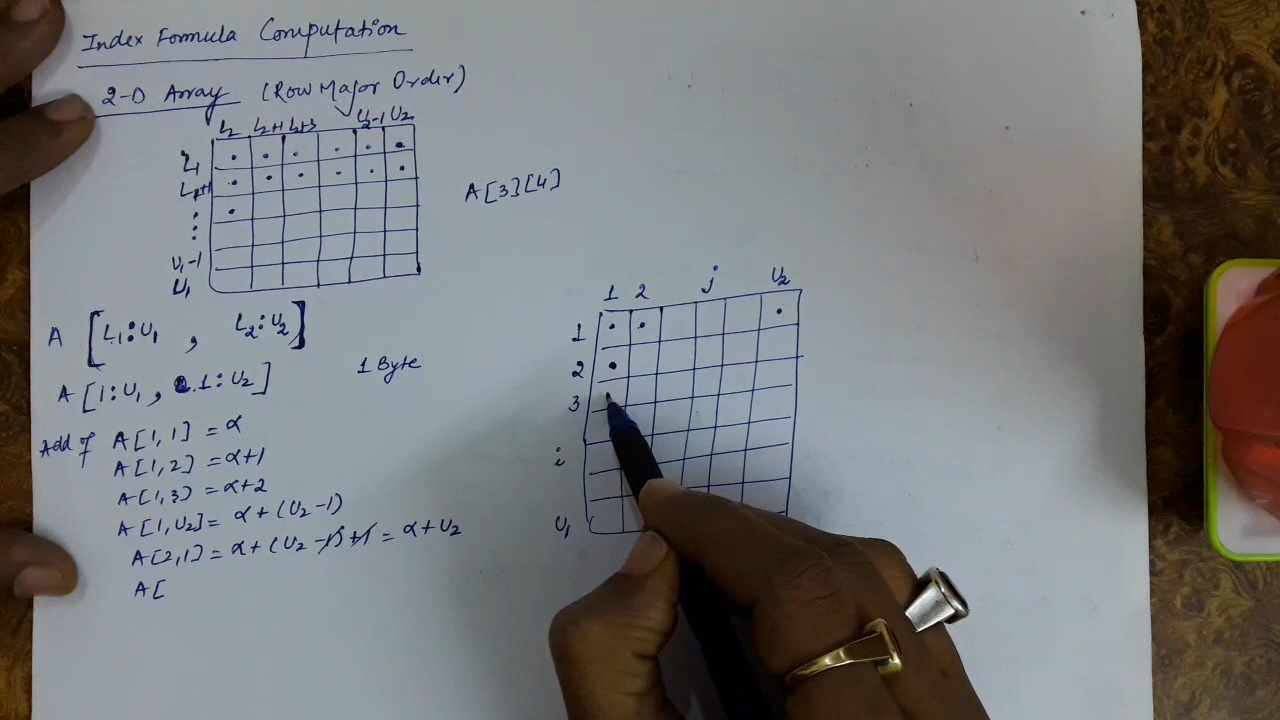 Index Formula Computation
2-D Array (Row Major Order)
L2 L2+1 L2+3 U2-1 U2
L1
L1+1
⋮
U1-1
U1
A[3][4]
A [L1:U1 , L2:U2]
A[1:U1, 1:U2]
1 Byte
Add of A[1,1] = α
A[1,2] = α+1
A[1,3] = α+2
A[1,U2] = α+(U2-1)
A[2,1] = α+(U2-1)+1 = α+U2
A[
1 2 j U2
1
2
3
i
U1